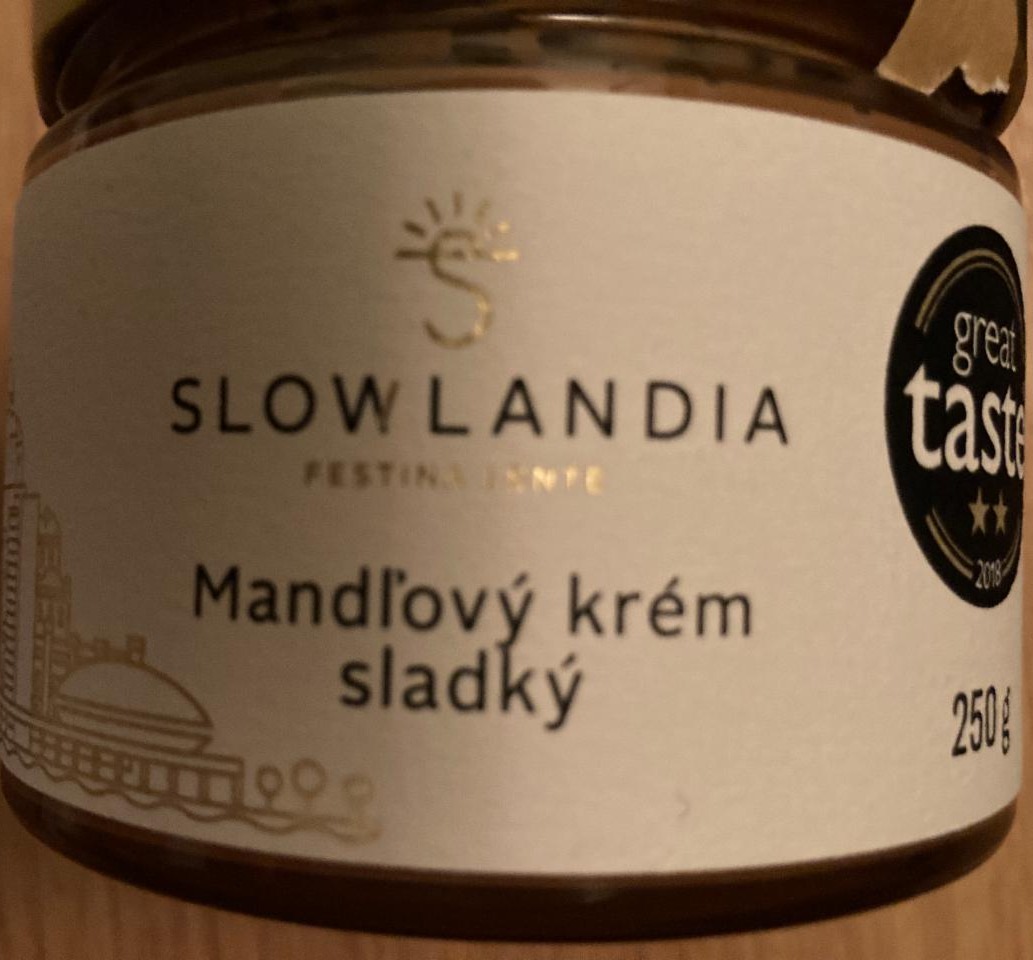 SLOWLANDIA
FESTINA LENTE
Mandľový krém
sladký
great
taste
2018
250 g